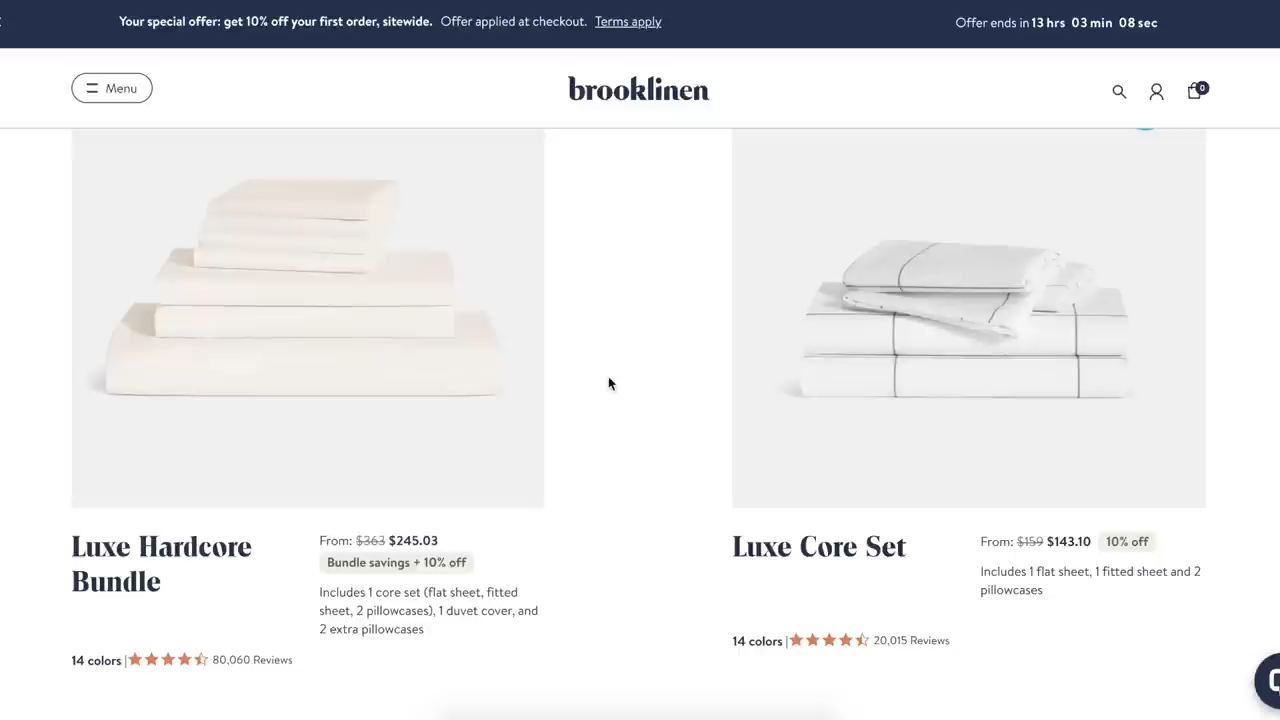 Your special offer: get 10% off your first order, sitewide. Offer applied at checkout. Terms apply
Offer ends in 13 hrs 03 min 08 sec
Menu
brooklinen
0
Luxe Hardcore
Bundle
From: $363 $245.03
Bundle savings + 10% off
Includes 1 core set (flat sheet, fitted
sheet, 2 pillowcases), 1 duvet cover, and
2 extra pillowcases
14 colors | 80,060 Reviews
Luxe Core Set
From: $159 $143.10 10% off
Includes 1 flat sheet, 1 fitted sheet and 2
pillowcases
14 colors | 20,015 Reviews